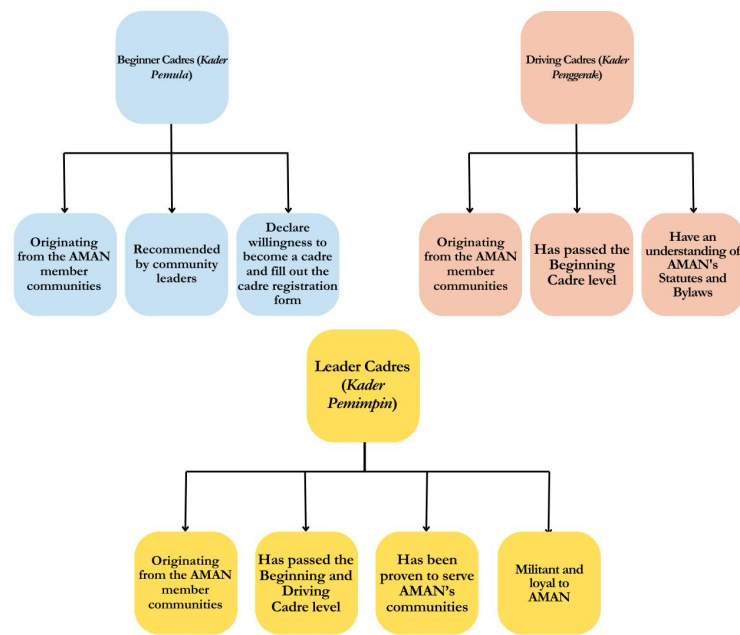 Beginner Cadres (Kader
Pemula)
Driving Cadres (Kader
Penggerak)
Originating
from the AMAN
member
communities
Recommended
by community
leaders
Declare
willingness to
become a cadre
and fill out the
cadre registration
form
Originating
from the AMAN
member
communities
Has passed the
Beginning
Cadre level
Have an
understanding of
AMAN's
Statutes and
Bylaws
Leader Cadres
(Kader
Pemimpin)
Originating
from the AMAN
member
communities
Has passed the
Beginning and
Driving
Cadre level
Has been
proven to serve
AMAN’s
communities
Militant and
loyal to
AMAN